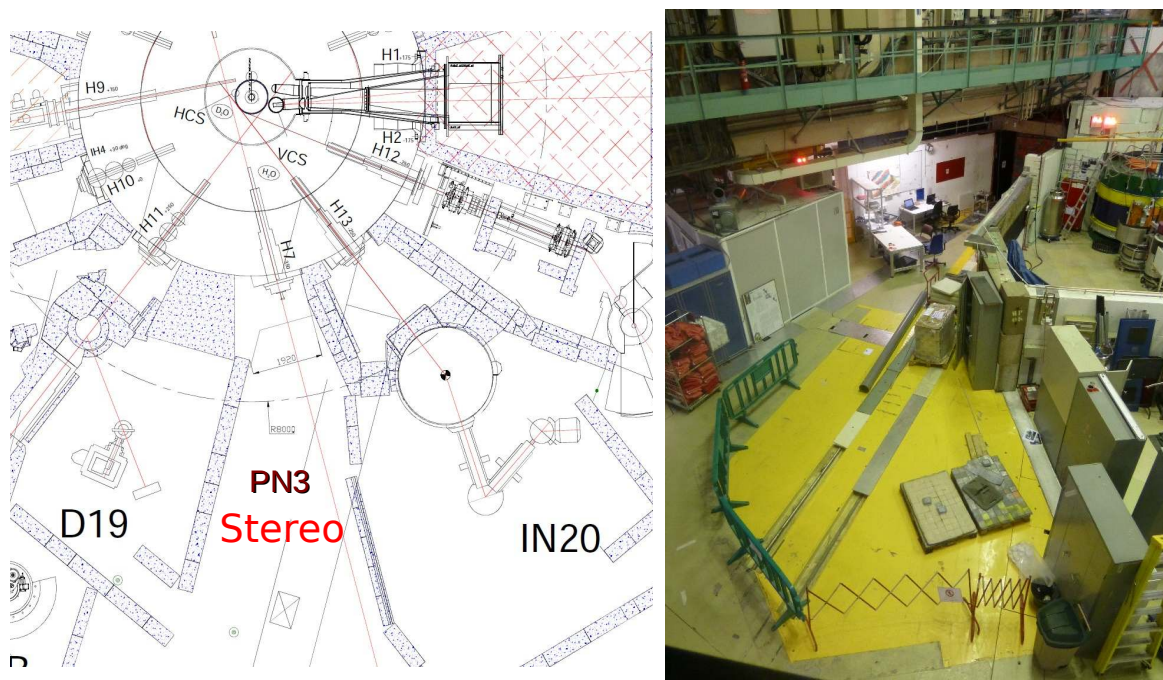 H1
H9
HCS
D₂O
H2
VCS
H12
IH4
H10
H₂O
H11
H13
H7
1920
R8000
PN3
Stereo
D19
IN20